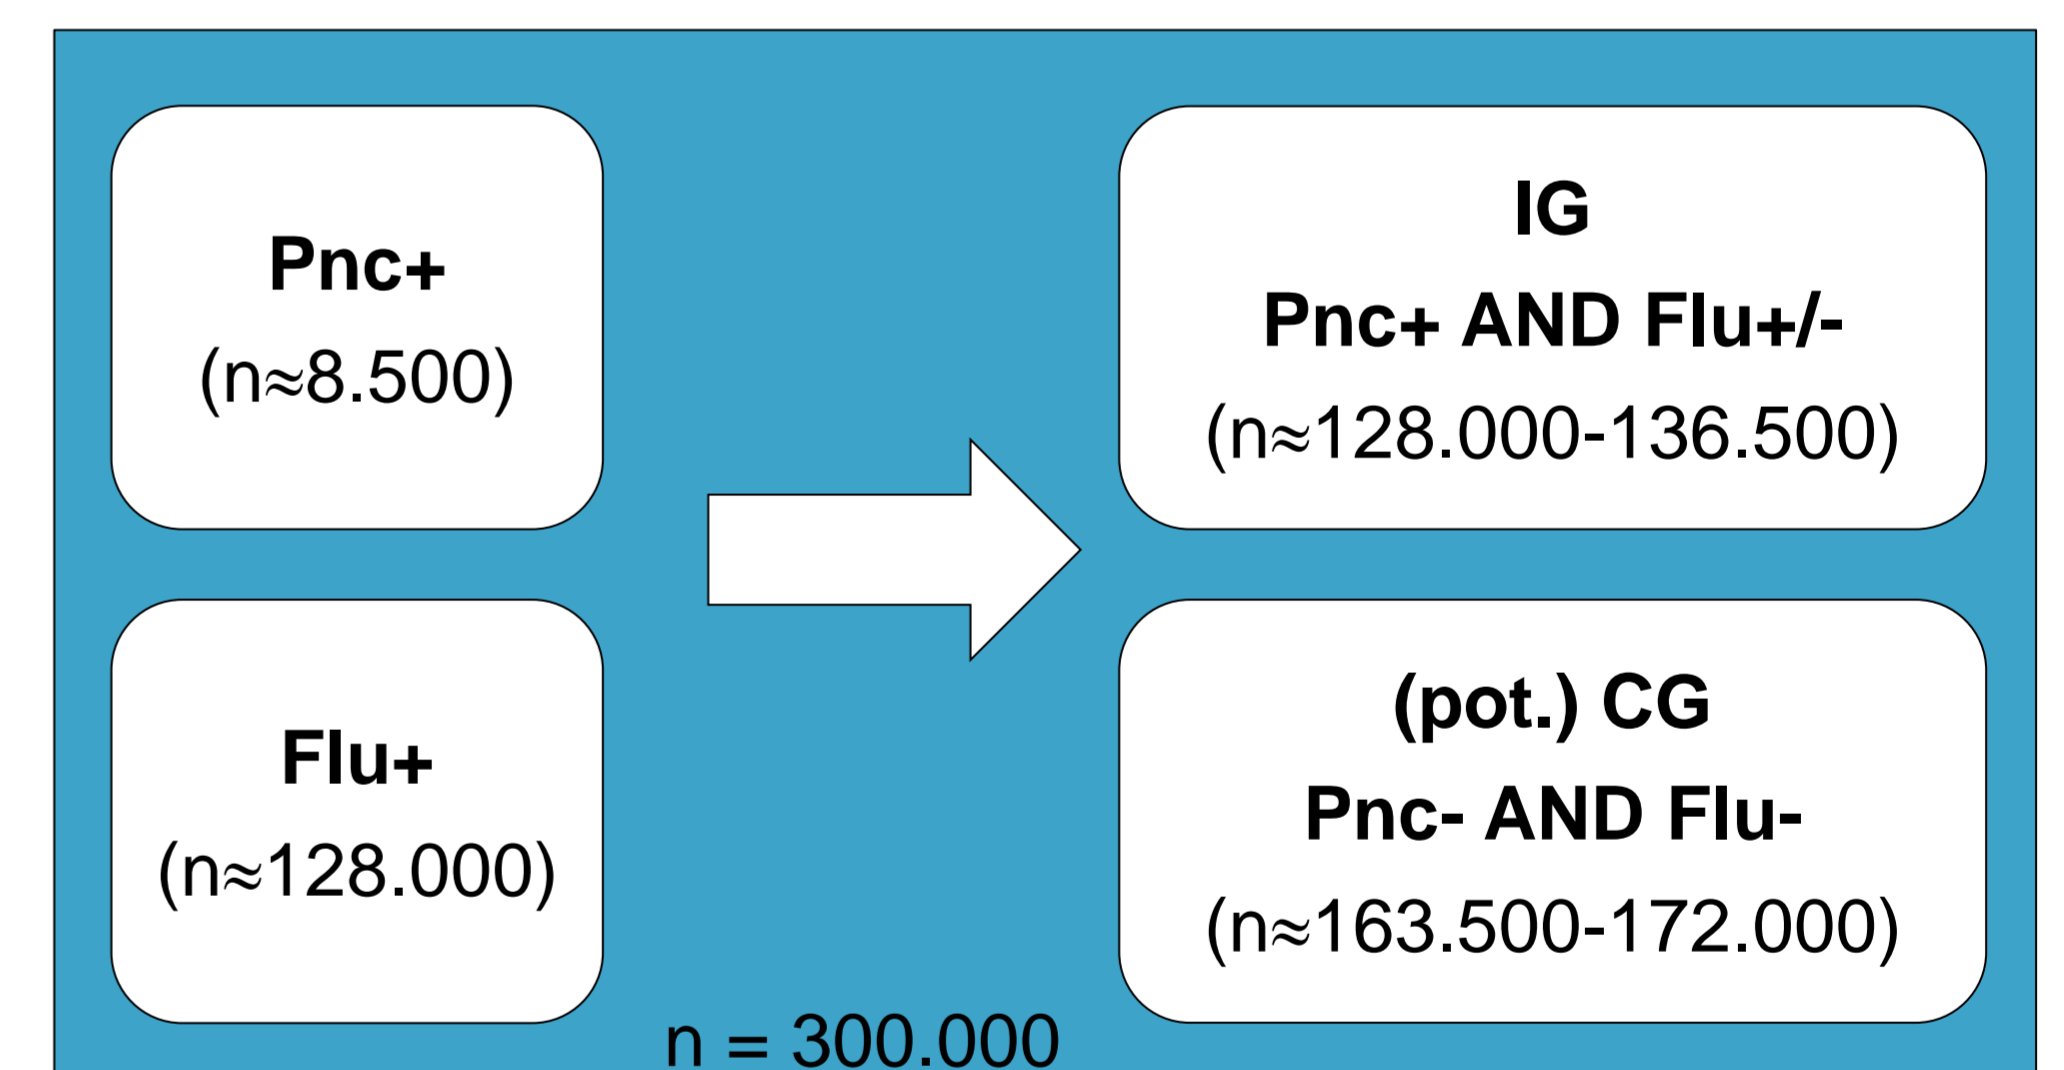 Pnc+
(n≈8.500)
Flu+
(n≈128.000)
IG
Pnc+ AND Flu+/-
(n≈128.000-136.500)
(pot.) CG
Pnc- AND Flu-
(n≈163.500-172.000)
n = 300.000